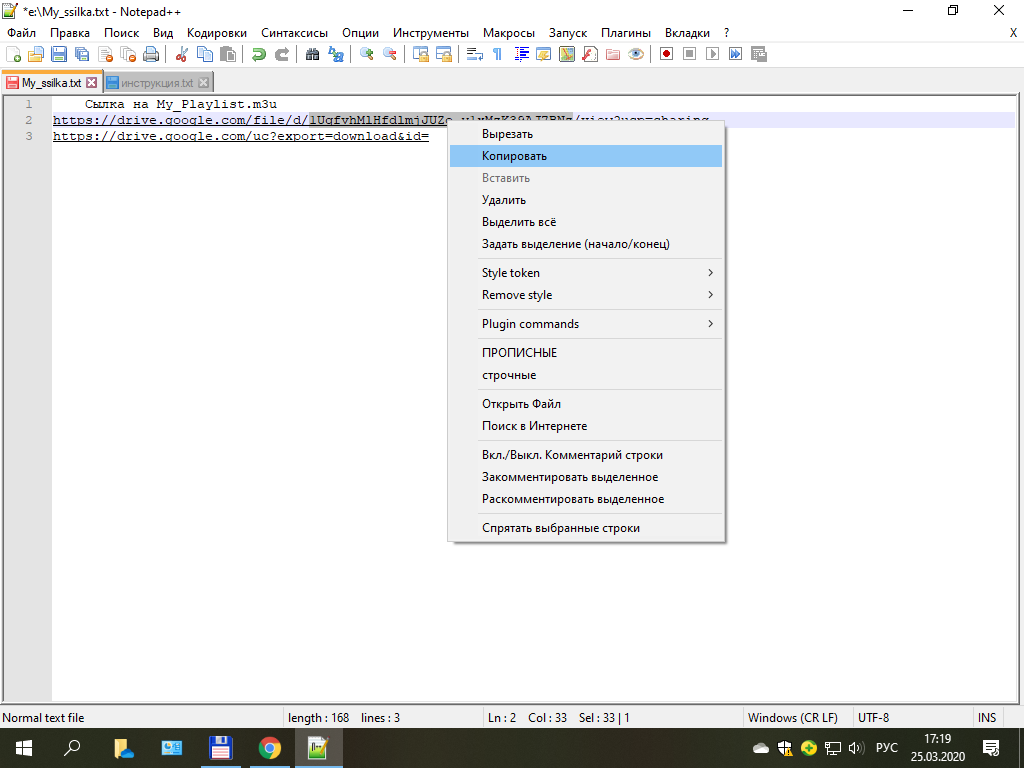 *e:\My_ssilka.txt - Notepad++
Файл Правка Поиск Вид Кодировки Синтаксисы Опции Инструменты Макросы Запуск Плагины Вкладки ? X
My_ssilka.txt инструкция.txt
1 Сылка на My_Playlist.m3u
2 https://drive.google.com/file/d/
3 https://drive.google.com/uc?export=download&id=
Вырезать
Копировать
Вставить
Удалить
Выделить всё
Задать выделение (начало/конец)
Style token
Remove style
Plugin commands
ПРОПИСНЫЕ
строчные
Открыть Файл
Поиск в Интернете
Вкл./Выкл. Комментарий строки
Закомментировать выделенное
Раскомментировать выделенное
Спрятать выбранные строки
Normal text file length : 168 lines : 3 Ln : 2 Col : 33 Sel : 33 | 1 Windows (CR LF) UTF-8 INS
РУС
17:19
25.03.2020